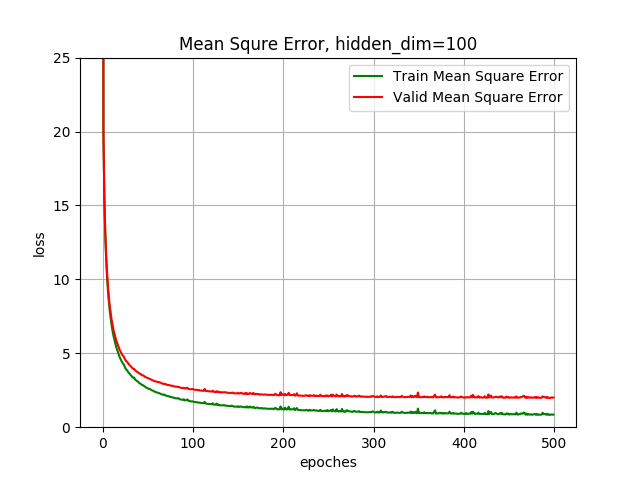 Mean Squre Error, hidden_dim=100
Train Mean Square Error
Valid Mean Square Error
25
20
15
10
5
0
loss
0 100 200 300 400 500
epoches